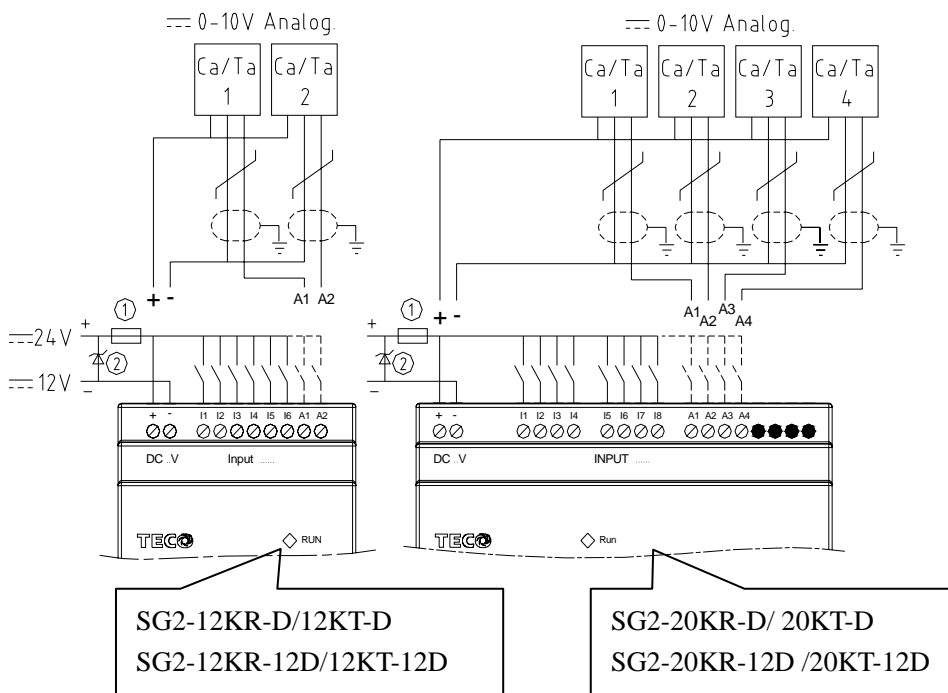 0-10V Analog.
Ca/Ta 1
Ca/Ta 2
+ -
A1 A2
24V
12V
+
-
1
2
+ - I1 I2 I3 I4 I5 I6 A1 A2
DC ..V Input ......
TECO
RUN
SG2-12KR-D/12KT-D
SG2-12KR-12D/12KT-12D
0-10V Analog.
Ca/Ta 1
Ca/Ta 2
Ca/Ta 3
Ca/Ta 4
+ -
A1 A2 A3 A4
+
-
1
2
+ - I1 I2 I3 I4 I5 I6 I7 I8 A1 A2 A3 A4
DC ..V INPUT ......
TECO
Run
SG2-20KR-D/ 20KT-D
SG2-20KR-12D /20KT-12D